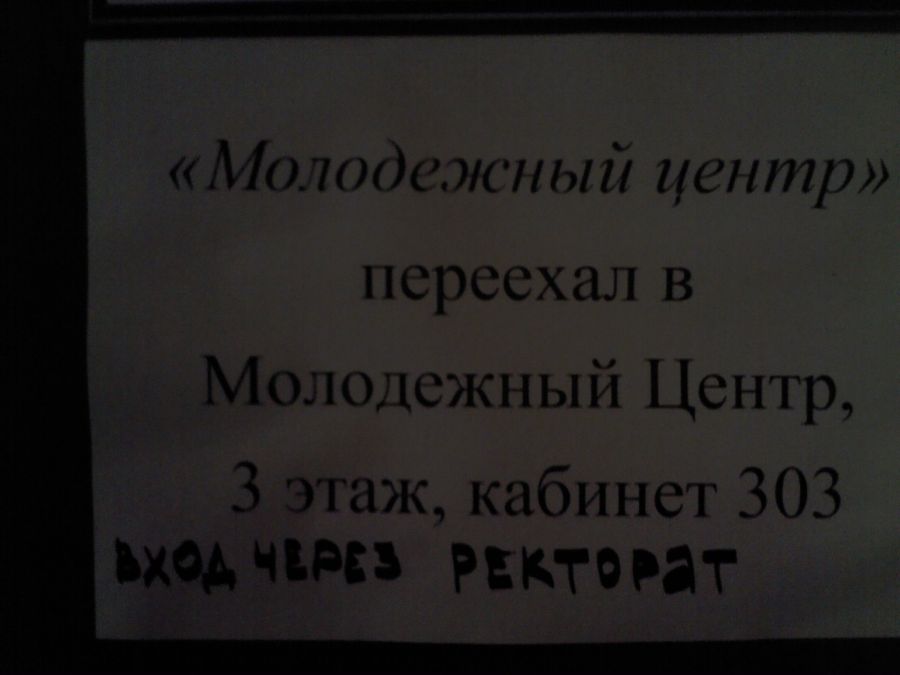 «Молодежный центр»
переехал в
Молодежный Центр,
3 этаж, кабинет 303
ВХОД ЧЕРЕЗ РЕКТОРАТ